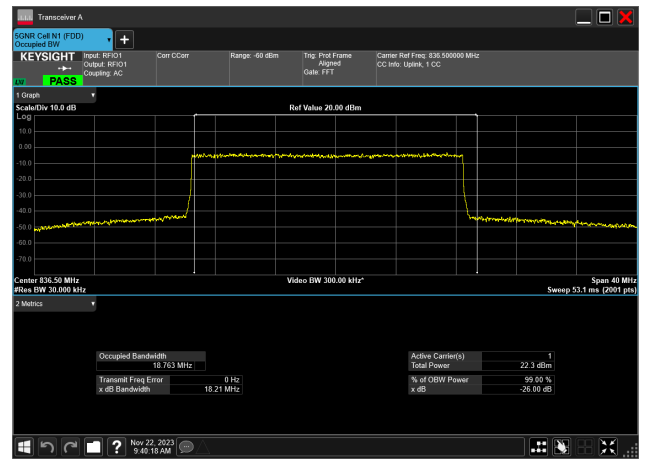 Transceiver A
5GNR Cell N1 (FDD)
Occupied BW
KEYSIGHT
LW PASS
Input: RFIO1
Output: RFIO1
Coupling: AC
Corr CCorr
Range: -60 dBm
Trig: Prot Frame
Aligned
Gate: FFT
Carrier Ref Freq: 836.500000 MHz
CC Info: Uplink, 1 CC
1 Graph
Scale/Div 10.0 dB
Ref Value 20.00 dBm
Log
10.0
0.00
-10.0
-20.0
-30.0
-40.0
-50.0
-60.0
-70.0
Center 836.50 MHz
Video BW 300.00 kHz*
Span 40 MHz
#Res BW 30.000 kHz
Sweep 53.1 ms (2001 pts)
2 Metrics
Occupied Bandwidth
18.763 MHz
Transmit Freq Error 0 Hz
x dB Bandwidth 18.21 MHz
Active Carrier(s) 1
Total Power 22.3 dBm
% of OBW Power 99.00 %
x dB -26.00 dB
?
Nov 22, 2023
9:40:18 AM